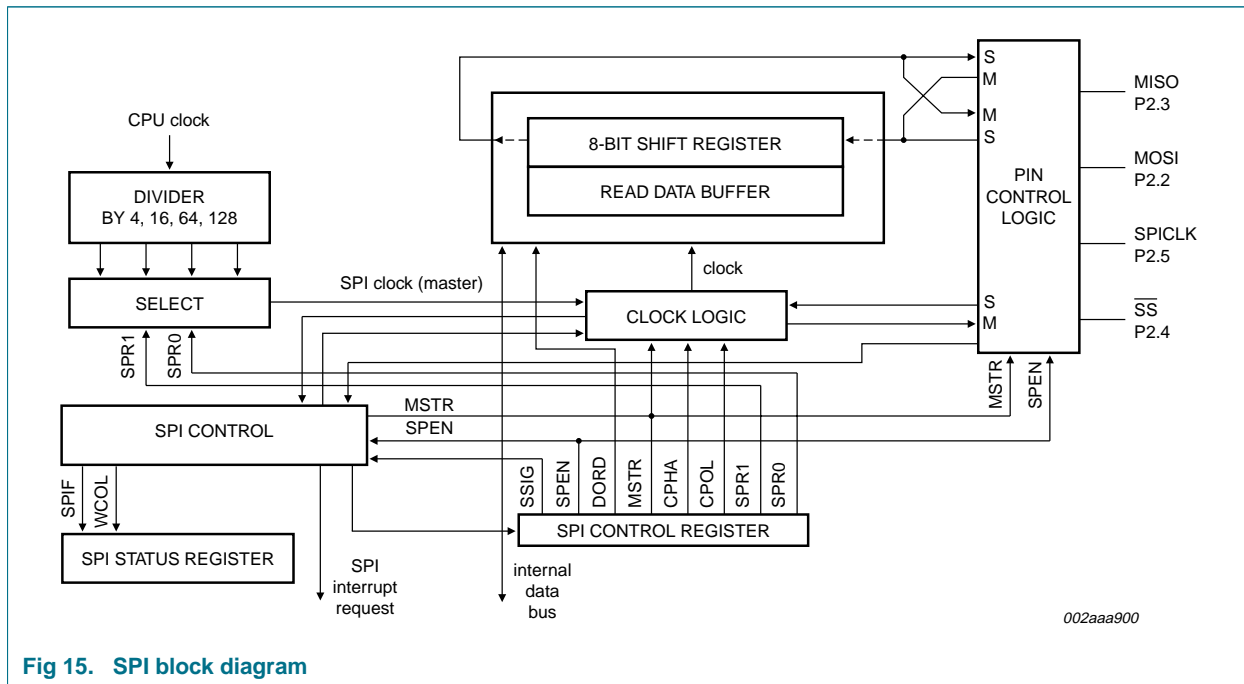 CPU clock
DIVIDER
BY 4, 16, 64, 128
SELECT
SPR1
SPR0
SPI clock (master)
8-BIT SHIFT REGISTER
READ DATA BUFFER
clock
CLOCK LOGIC
S
M
M
S
PIN
CONTROL
LOGIC
S
M
MISO
P2.3
MOSI
P2.2
SPICLK
P2.5
SS
P2.4
MSTR
SPEN
SPI CONTROL
MSTR
SPEN
SPIF
WCOL
SPI STATUS REGISTER
SPI
interrupt
request
SSIG
SPEN
DORD
MSTR
CPHA
CPOL
SPR1
SPR0
SPI CONTROL REGISTER
internal
data
bus
002aaa900
Fig 15. SPI block diagram